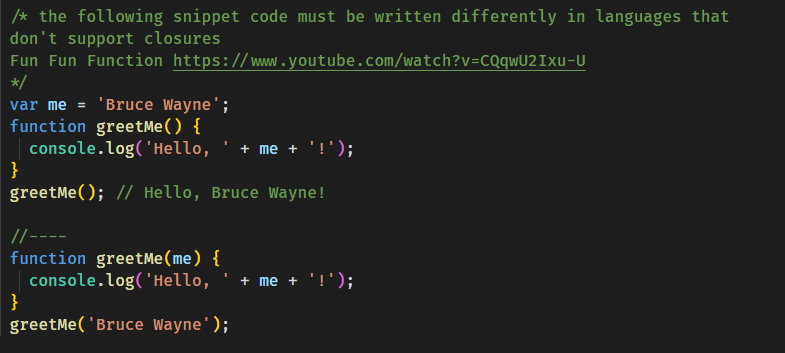 /* the following snippet code must be written differently in languages that
don't support closures
Fun Fun Function https://www.youtube.com/watch?v=CQqwU2Ixu-U
*/
var me = 'Bruce Wayne';
function greetMe() {
  console.log('Hello, ' + me + '!');
}
greetMe(); // Hello, Bruce Wayne!

//----
function greetMe(me) {
  console.log('Hello, ' + me + '!');
}
greetMe('Bruce Wayne');